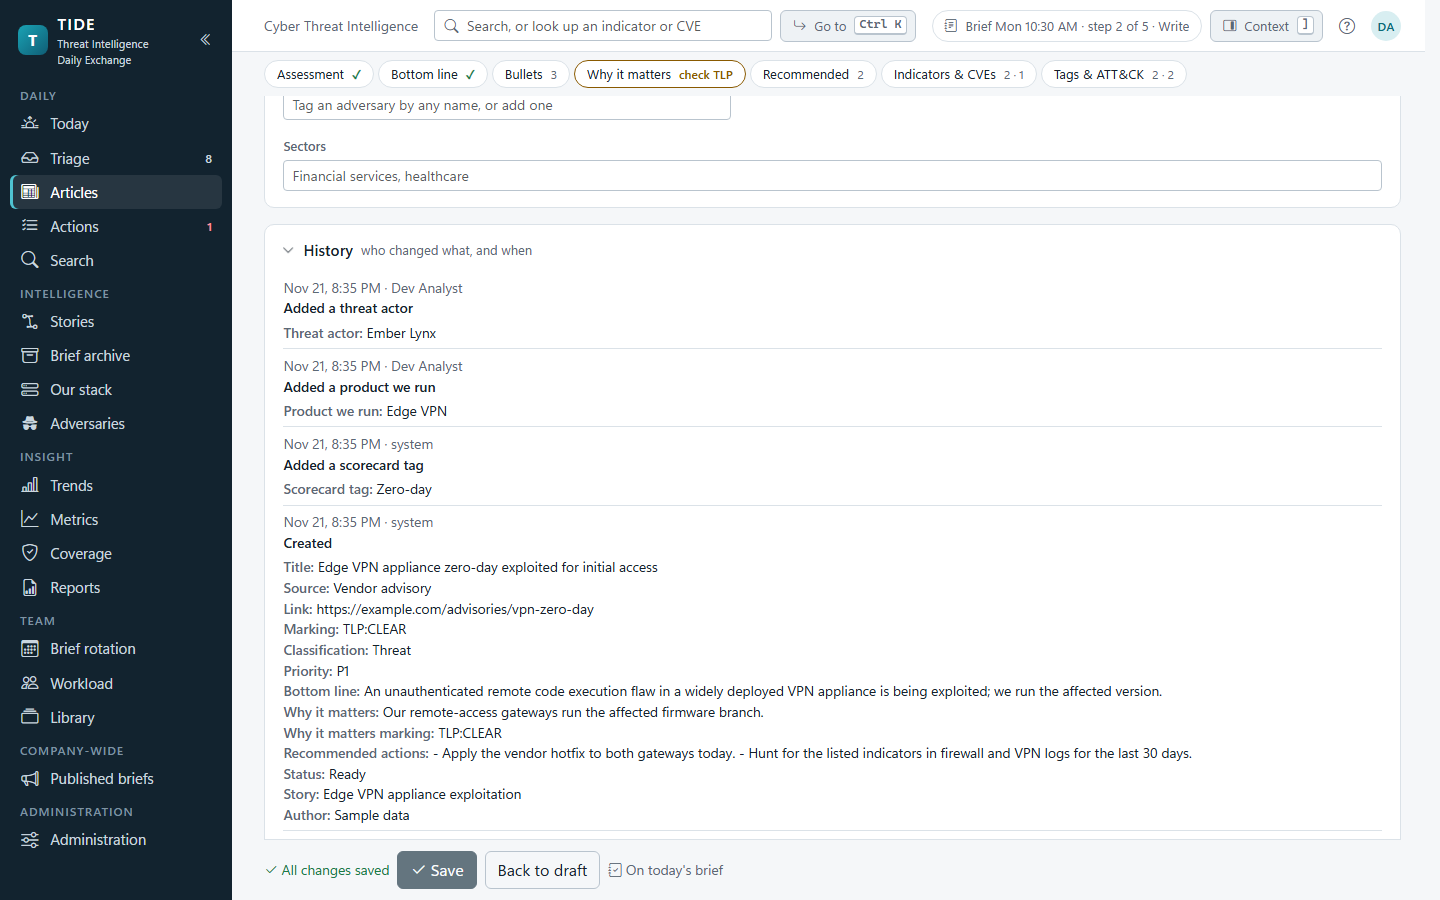 T
TIDE
Threat Intelligence
Daily Exchange
DAILY
Today
Triage 8
Articles
Actions 1
Search
INTELLIGENCE
Stories
Brief archive
Our stack
Adversaries
INSIGHT
Trends
Metrics
Coverage
Reports
TEAM
Brief rotation
Workload
Library
COMPANY-WIDE
Published briefs
ADMINISTRATION
Administration
Cyber Threat Intelligence
Search, or look up an indicator or CVE
Go to Ctrl K
Brief Mon 10:30 AM · step 2 of 5 · Write
Context ]
DA
Assessment ✓
Bottom line ✓
Bullets 3
Why it matters check TLP
Recommended 2
Indicators & CVEs 2 · 1
Tags & ATT&CK 2 · 2
Tag an adversary by any name, or add one
Sectors
Financial services, healthcare
History who changed what, and when
Nov 21, 8:35 PM · Dev Analyst
Added a threat actor
Threat actor: Ember Lynx
Nov 21, 8:35 PM · Dev Analyst
Added a product we run
Product we run: Edge VPN
Nov 21, 8:35 PM · system
Added a scorecard tag
Scorecard tag: Zero-day
Nov 21, 8:35 PM · system
Created
Title: Edge VPN appliance zero-day exploited for initial access
Source: Vendor advisory
Link: https://example.com/advisories/vpn-zero-day
Marking: TLP:CLEAR
Classification: Threat
Priority: P1
Bottom line: An unauthenticated remote code execution flaw in a widely deployed VPN appliance is being exploited; we run the affected version.
Why it matters: Our remote-access gateways run the affected firmware branch.
Why it matters marking: TLP:CLEAR
Recommended actions: - Apply the vendor hotfix to both gateways today. - Hunt for the listed indicators in firewall and VPN logs for the last 30 days.
Status: Ready
Story: Edge VPN appliance exploitation
Author: Sample data
✓ All changes saved
✓ Save
Back to draft
On today's brief